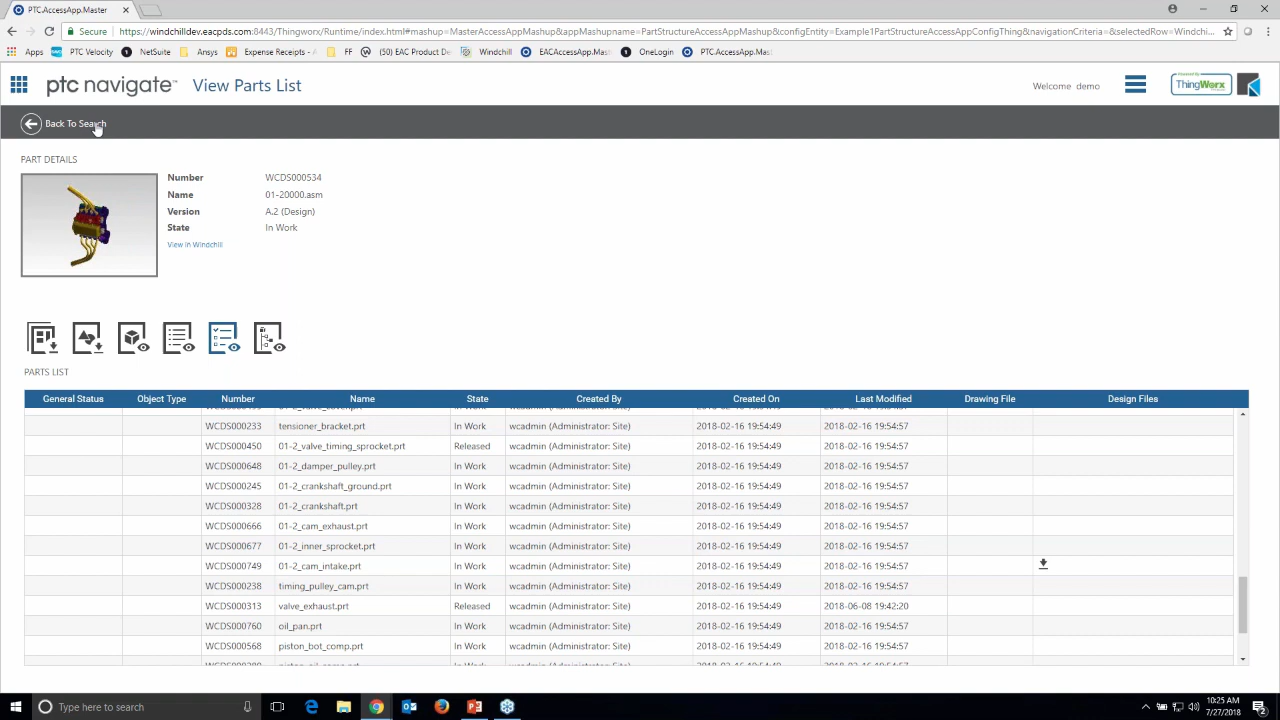 PTC.AccessApp.Master
Secure | https://windchilldev.eacpds.com:8443/Thingworx/Runtime/index.html#mashup=MasterAccessAppMashup&appMashupname=PartStructureAccessAppMashup&configEntity=Example1PartStructureAccessAppConfigThing&navigationCriteria=&selectedRow=Windchill...
Apps PTC Velocity NetSuite Ansys Expense Receipts - FF (50) EAC Product De Windchill EACAccessApp.Mas OneLogin PTC.AccessApp.Mas
ptc navigate™ View Parts List Welcome demo ThingWorx
Back To Search
PART DETAILS
Number WCDS000534
Name 01-20000.asm
Version A.2 (Design)
State In Work
View in Windchill
PARTS LIST
General Status Object Type Number Name State Created By Created On Last Modified Drawing File Design Files
WCDS000233 tensioner_bracket.prt In Work wcadmin (Administrator: Site) 2018-02-16 19:54:49 2018-02-16 19:54:57
WCDS000450 01-2_valve_timing_sprocket.prt Released wcadmin (Administrator: Site) 2018-02-16 19:54:49 2018-02-16 19:54:57
WCDS000648 01-2_damper_pulley.prt In Work wcadmin (Administrator: Site) 2018-02-16 19:54:49 2018-02-16 19:54:57
WCDS000245 01-2_crankshaft_ground.prt In Work wcadmin (Administrator: Site) 2018-02-16 19:54:49 2018-02-16 19:54:57
WCDS000328 01-2_crankshaft.prt In Work wcadmin (Administrator: Site) 2018-02-16 19:54:49 2018-02-16 19:54:57
WCDS000666 01-2_cam_exhaust.prt In Work wcadmin (Administrator: Site) 2018-02-16 19:54:49 2018-02-16 19:54:57
WCDS000677 01-2_inner_sprocket.prt In Work wcadmin (Administrator: Site) 2018-02-16 19:54:49 2018-02-16 19:54:57
WCDS000749 01-2_cam_intake.prt In Work wcadmin (Administrator: Site) 2018-02-16 19:54:49 2018-02-16 19:54:57
WCDS000238 timing_pulley_cam.prt In Work wcadmin (Administrator: Site) 2018-02-16 19:54:49 2018-02-16 19:54:57
WCDS000313 valve_exhaust.prt Released wcadmin (Administrator: Site) 2018-02-16 19:54:49 2018-06-08 19:42:20
WCDS000760 oil_pan.prt In Work wcadmin (Administrator: Site) 2018-02-16 19:54:49 2018-02-16 19:54:57
WCDS000568 piston_bot_comp.prt In Work wcadmin (Administrator: Site) 2018-02-16 19:54:49 2018-02-16 19:54:57
Type here to search
10:25 AM
7/27/2018